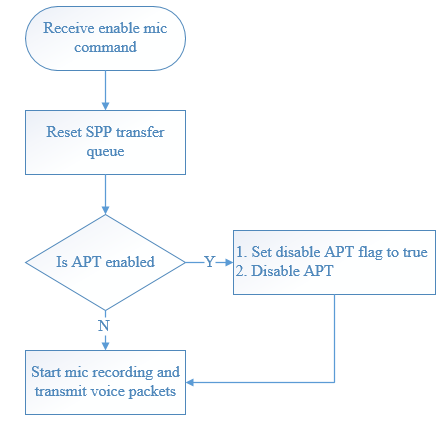 Receive enable mic
command
Reset SPP transfer
queue
Is APT enabled
Y
1. Set disable APT flag to true
2. Disable APT
N
Start mic recording and
transmit voice packets